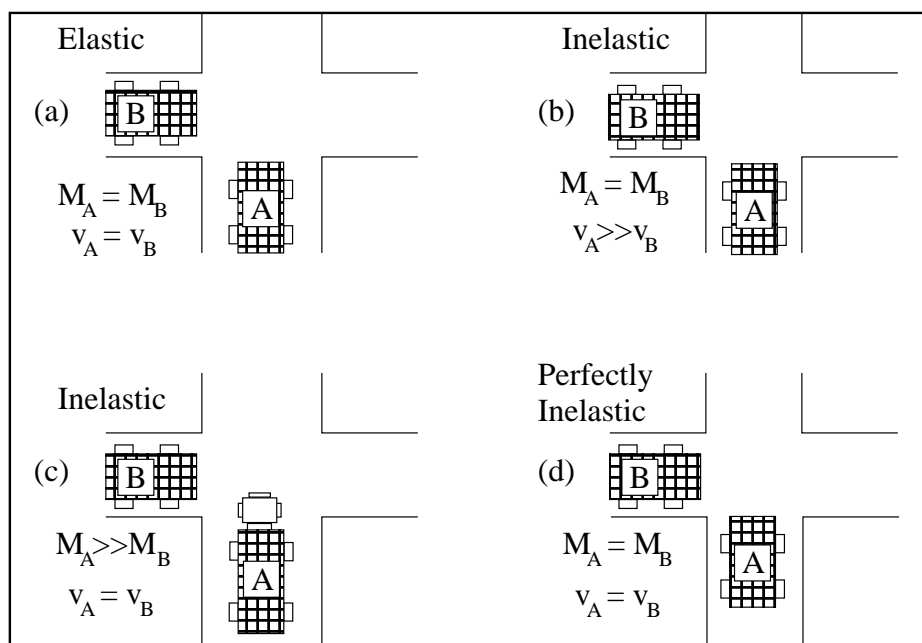 Elastic
(a)
B
A
M_A = M_B
v_A = v_B
Inelastic
(b)
B
A
M_A = M_B
v_A>>v_B
Inelastic
(c)
B
A
M_A>>M_B
v_A = v_B
Perfectly
Inelastic
(d)
B
A
M_A = M_B
v_A = v_B